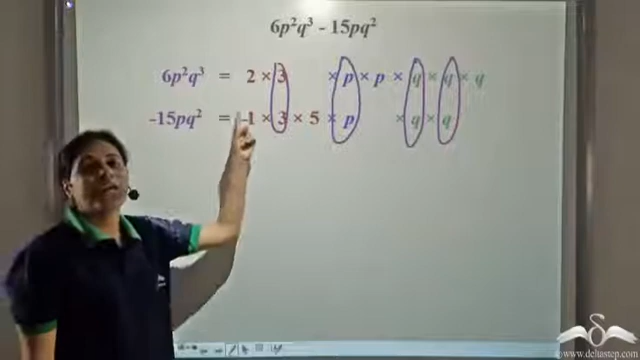 6p²q³ - 15pq²
6p²q³ = 2 × 3 × p × p × q × q × q
-15pq² = -1 × 3 × 5 × p × q × q
www.deltastep.com